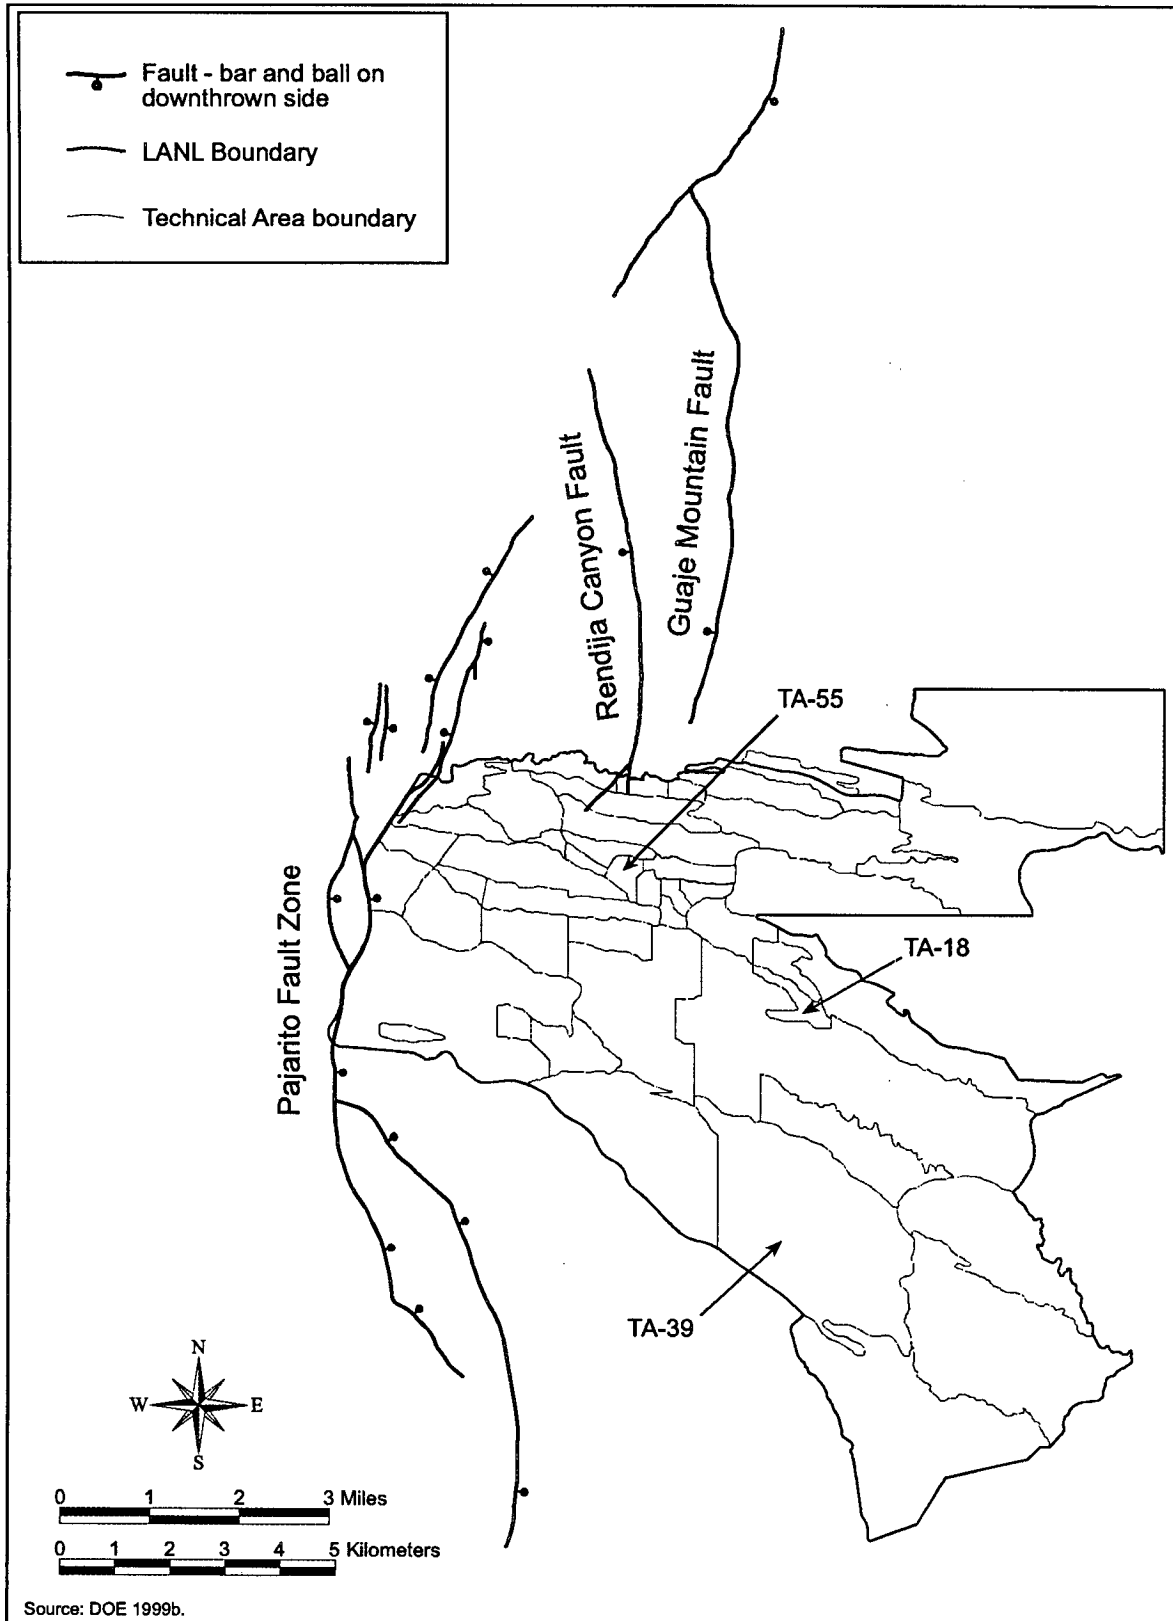 Fault - bar and ball on
downthrown side
LANL Boundary
Technical Area boundary
Guaje Mountain Fault
Rendija Canyon Fault
TA-55
TA-18
Pajarito Fault Zone
TA-39
N
W E
S
0 1 2 3 Miles
0 1 2 3 4 5 Kilometers
Source: DOE 1999b.